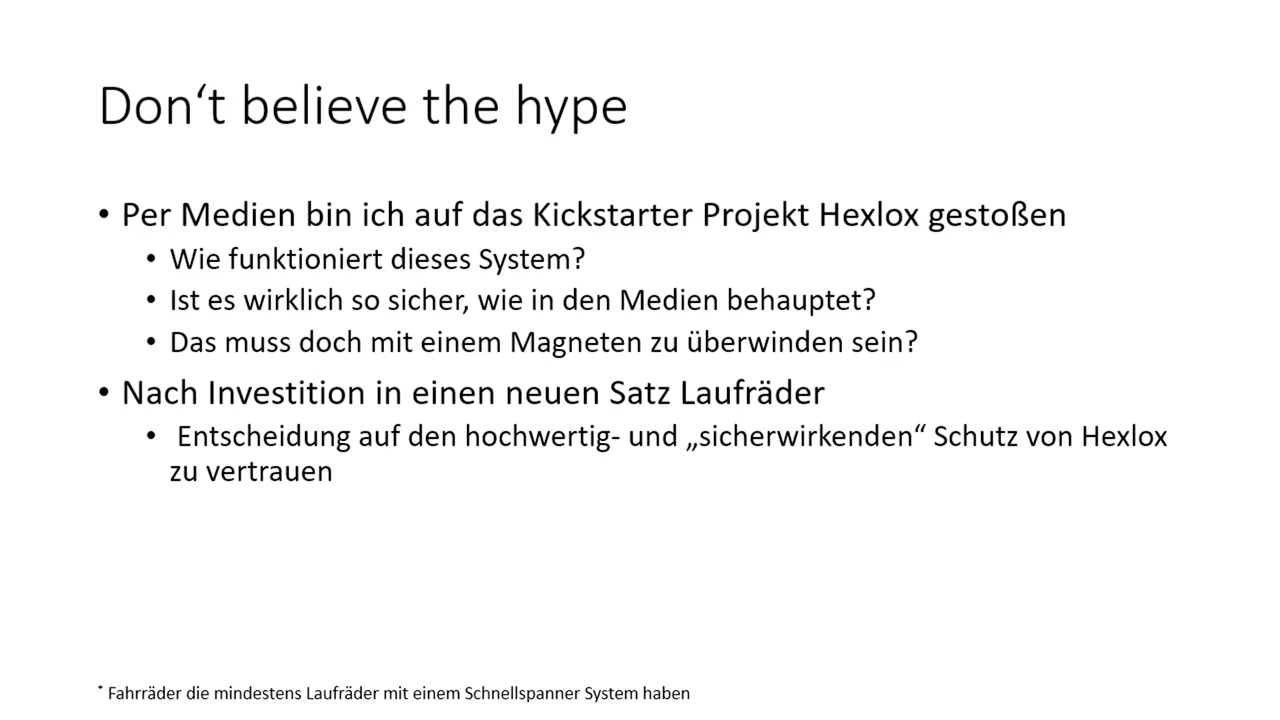 Don‘t believe the hype
• Per Medien bin ich auf das Kickstarter Projekt Hexlox gestoßen
• Wie funktioniert dieses System?
• Ist es wirklich so sicher, wie in den Medien behauptet?
• Das muss doch mit einem Magneten zu überwinden sein?
• Nach Investition in einen neuen Satz Laufräder
• Entscheidung auf den hochwertig- und „sicherwirkenden“ Schutz von Hexlox
zu vertrauen
* Fahrräder die mindestens Laufräder mit einem Schnellspanner System haben